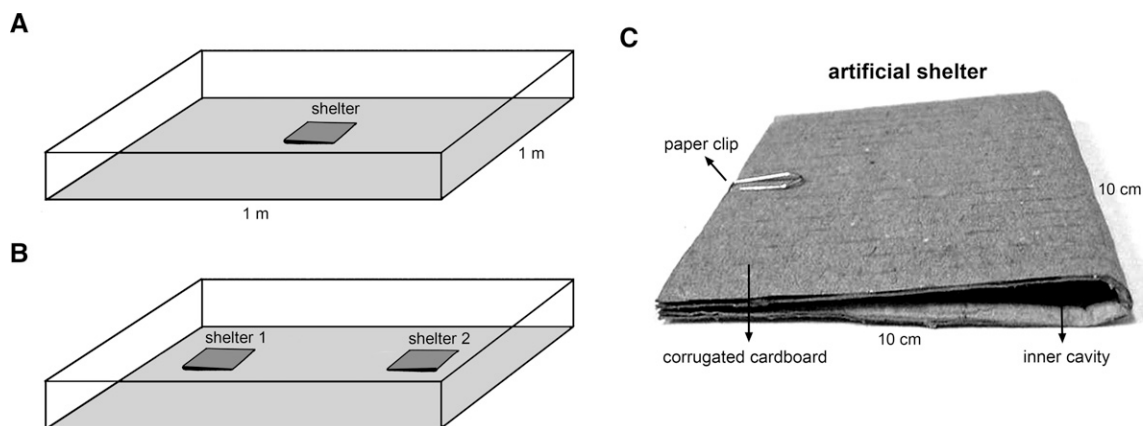 A
shelter
1 m
1 m
B
shelter 1
shelter 2
C
artificial shelter
paper clip
10 cm
10 cm
corrugated cardboard
inner cavity